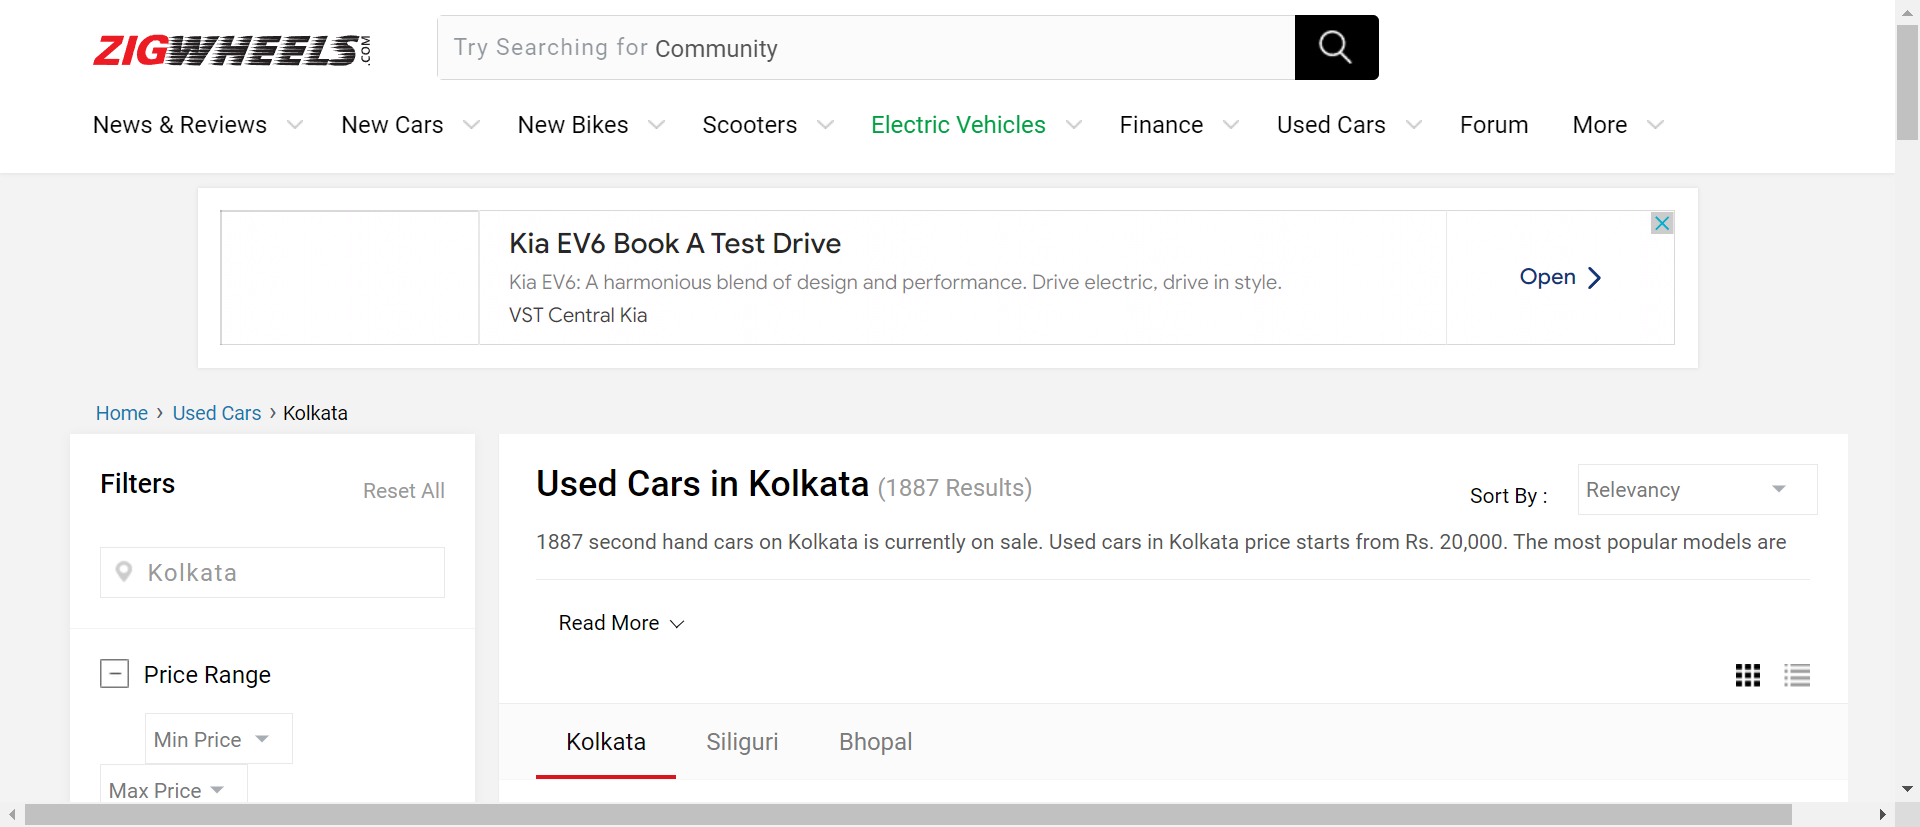 ZIGWHEELS.COM
Try Searching for Community
News & Reviews
New Cars
New Bikes
Scooters
Electric Vehicles
Finance
Used Cars
Forum
More
Kia EV6 Book A Test Drive
Kia EV6: A harmonious blend of design and performance. Drive electric, drive in style.
VST Central Kia
Open
Home › Used Cars › Kolkata
Filters
Reset All
Kolkata
Price Range
Min Price
Max Price
Used Cars in Kolkata (1887 Results)
Sort By :
Relevancy
1887 second hand cars on Kolkata is currently on sale. Used cars in Kolkata price starts from Rs. 20,000. The most popular models are
Read More
Kolkata
Siliguri
Bhopal